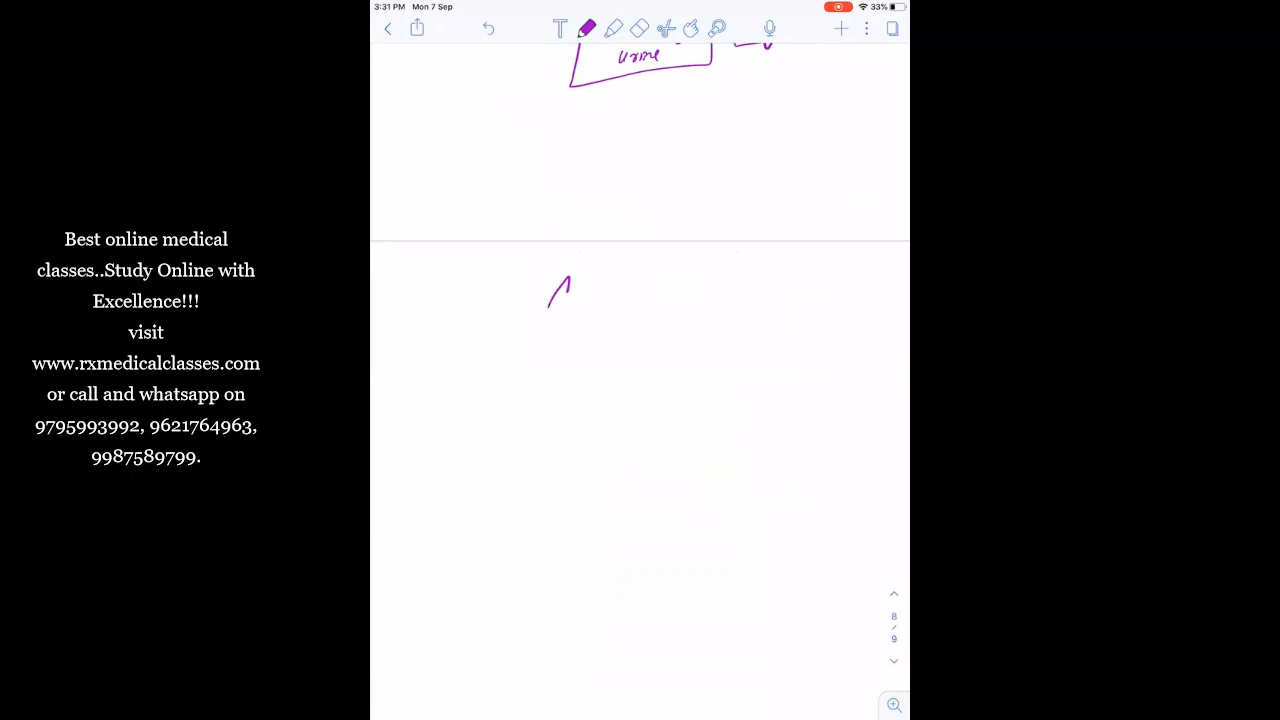 3:31 PM Mon 7 Sep
33%
T
urine
Best online medical
classes..Study Online with
Excellence!!!
visit
www.rxmedicalclasses.com
or call and whatsapp on
9795993992, 9621764963,
9987589799.
8
/
9